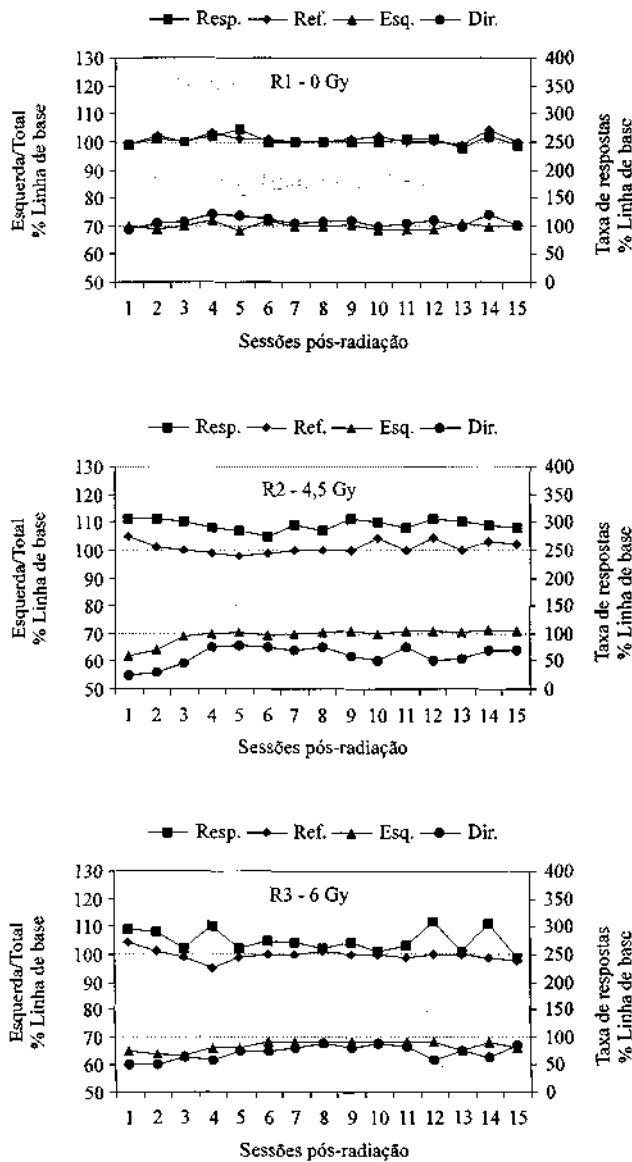 Resp. Ref. Esq. Dir.
R1 - 0 Gy
Esquerda/Total
% Linha de base
130
120
110
100
90
80
70
60
50
400
350
300
250
200
150
100
50
0
Taxa de respostas
% Linha de base
1 2 3 4 5 6 7 8 9 10 11 12 13 14 15
Sessões pós-radiação
Resp. Ref. Esq. Dir.
R2 - 4,5 Gy
Esquerda/Total
% Linha de base
130
120
110
100
90
80
70
60
50
400
350
300
250
200
150
100
50
0
Taxa de respostas
% Linha de base
1 2 3 4 5 6 7 8 9 10 11 12 13 14 15
Sessões pós-radiação
Resp. Ref. Esq. Dir.
R3 - 6 Gy
Esquerda/Total
% Linha de base
130
120
110
100
90
80
70
60
50
400
350
300
250
200
150
100
50
0
Taxa de respostas
% Linha de base
1 2 3 4 5 6 7 8 9 10 11 12 13 14 15
Sessões pós-radiação